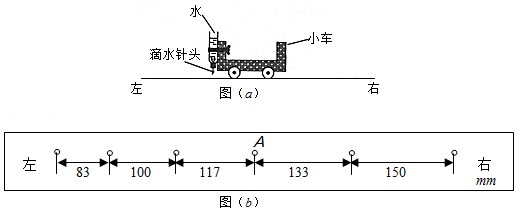 水
小车
滴水针头
左 右
图（a）
A
左 83 100 117 133 150 右
mm
图（b）